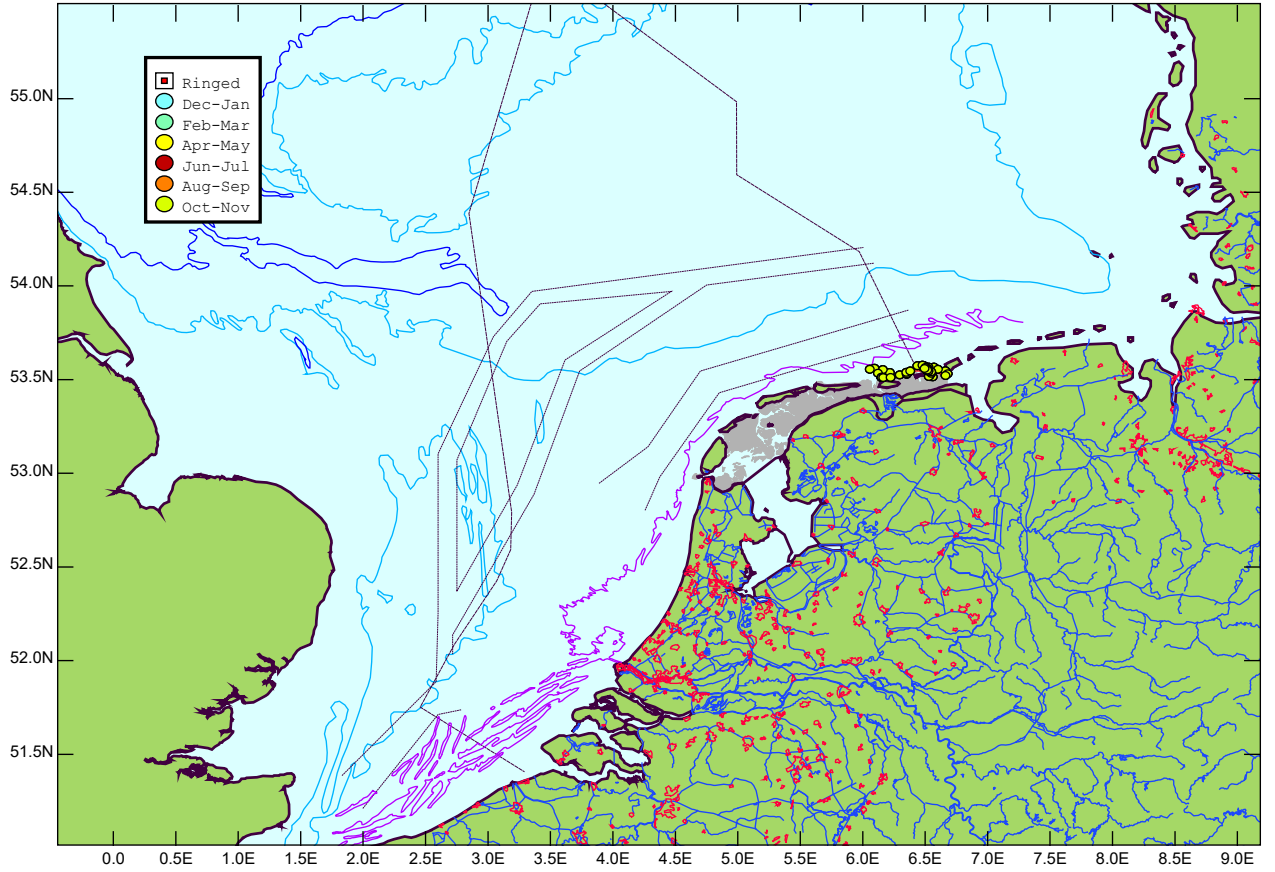 55.0N
54.5N
54.0N
53.5N
53.0N
52.5N
52.0N
51.5N
Ringed
Dec-Jan
Feb-Mar
Apr-May
Jun-Jul
Aug-Sep
Oct-Nov
0.0 0.5E 1.0E 1.5E 2.0E 2.5E 3.0E 3.5E 4.0E 4.5E 5.0E 5.5E 6.0E 6.5E 7.0E 7.5E 8.0E 8.5E 9.0E